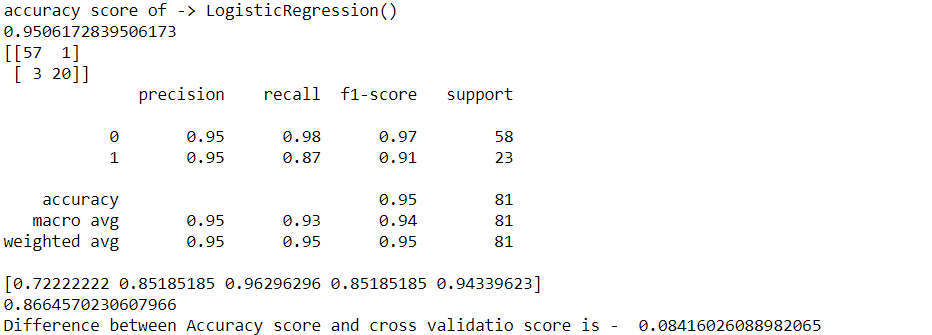 accuracy score of -> LogisticRegression()
0.9506172839506173
[[57  1]
 [ 3 20]]
              precision    recall  f1-score   support

           0       0.95      0.98      0.97        58
           1       0.95      0.87      0.91        23

    accuracy                           0.95        81
   macro avg       0.95      0.93      0.94        81
weighted avg       0.95      0.95      0.95        81

[0.72222222 0.85185185 0.96296296 0.85185185 0.94339623]
0.8664570230607966
Difference between Accuracy score and cross validatio score is -  0.08416026088982065